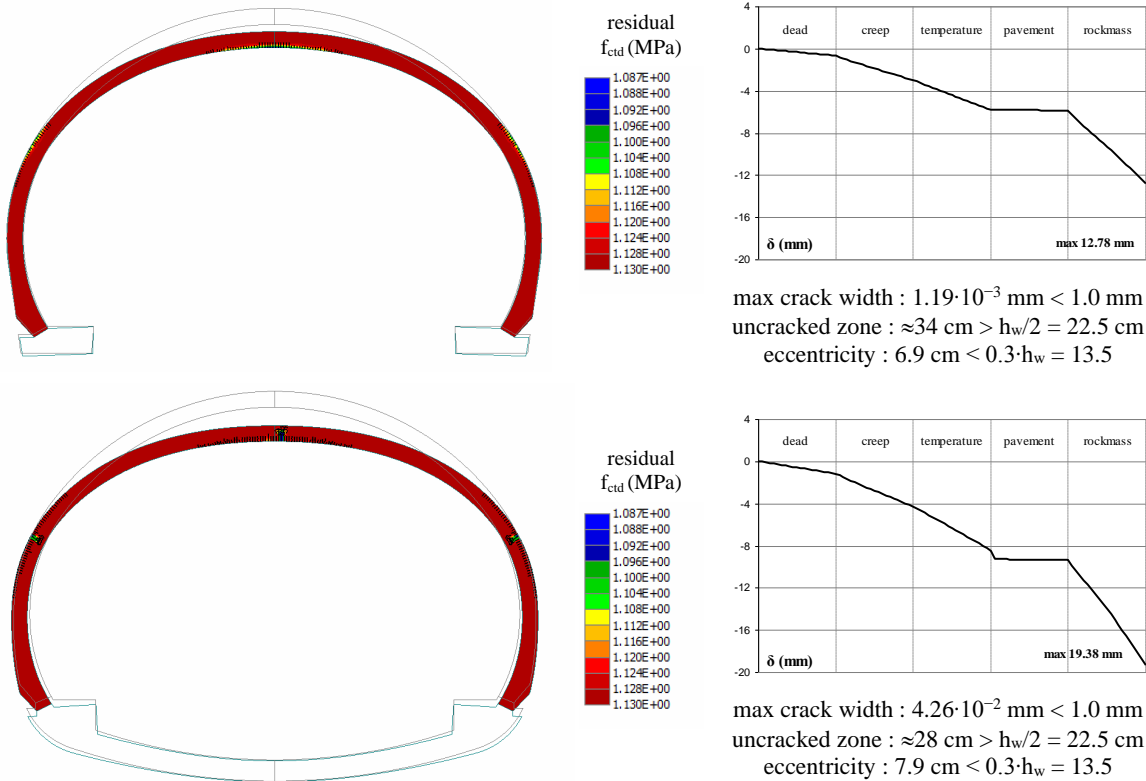 residual
fctd (MPa)
1.087E+00
1.088E+00
1.092E+00
1.096E+00
1.100E+00
1.104E+00
1.108E+00
1.112E+00
1.116E+00
1.120E+00
1.124E+00
1.128E+00
1.130E+00
4
0
-4
-8
-12
-16
-20
dead creep temperature pavement rockmass
δ (mm)
max 12.78 mm
max crack width : 1.19·10⁻³ mm < 1.0 mm
uncracked zone : ≈34 cm > hw/2 = 22.5 cm
eccentricity : 6.9 cm < 0.3·hw = 13.5
residual
fctd (MPa)
1.087E+00
1.088E+00
1.092E+00
1.096E+00
1.100E+00
1.104E+00
1.108E+00
1.112E+00
1.116E+00
1.120E+00
1.124E+00
1.128E+00
1.130E+00
4
0
-4
-8
-12
-16
-20
dead creep temperature pavement rockmass
δ (mm)
max 19.38 mm
max crack width : 4.26·10⁻² mm < 1.0 mm
uncracked zone : ≈28 cm > hw/2 = 22.5 cm
eccentricity : 7.9 cm < 0.3·hw = 13.5